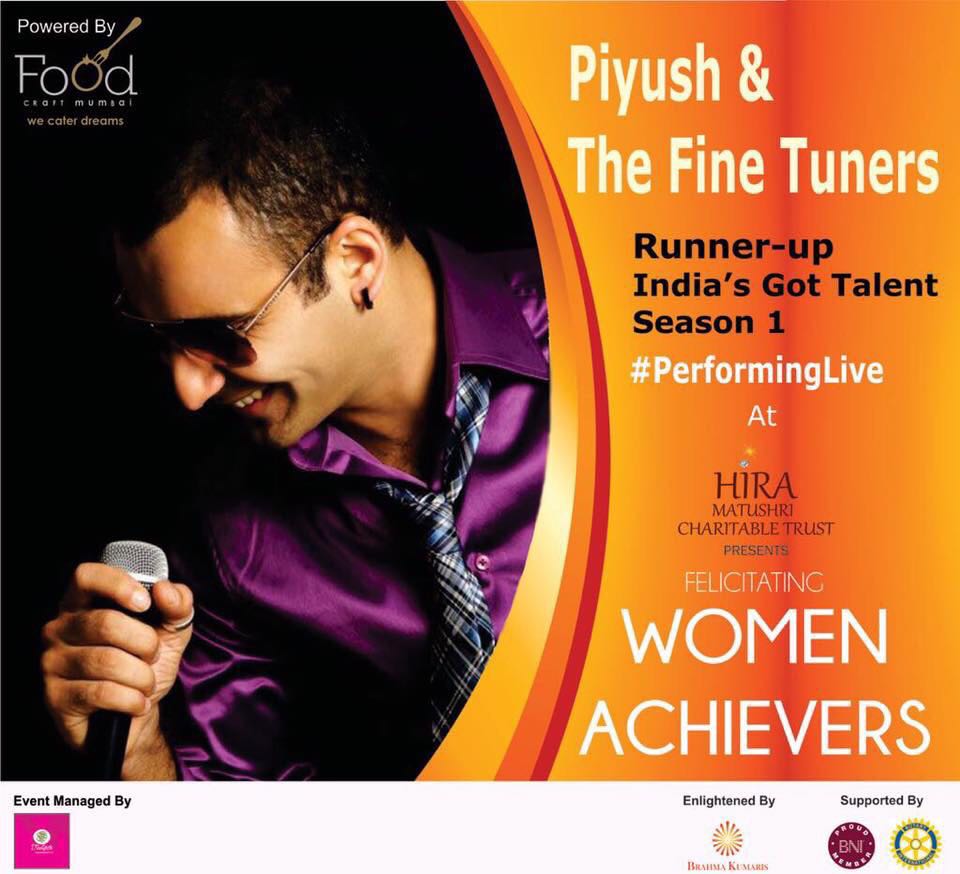 Powered By
Food
CRAFT mumbai
we cater dreams
Piyush &
The Fine Tuners
Runner-up
India's Got Talent
Season 1
#PerformingLive
At
HIRA
MATUSHRI
CHARITABLE TRUST
PRESENTS
FELICITATING
WOMEN
ACHIEVERS
Event Managed By
Enlightened By
BRAHMA KUMARIS
Supported By
PROUD
BNI
MEMBER
ROTARY
INTERNATIONAL